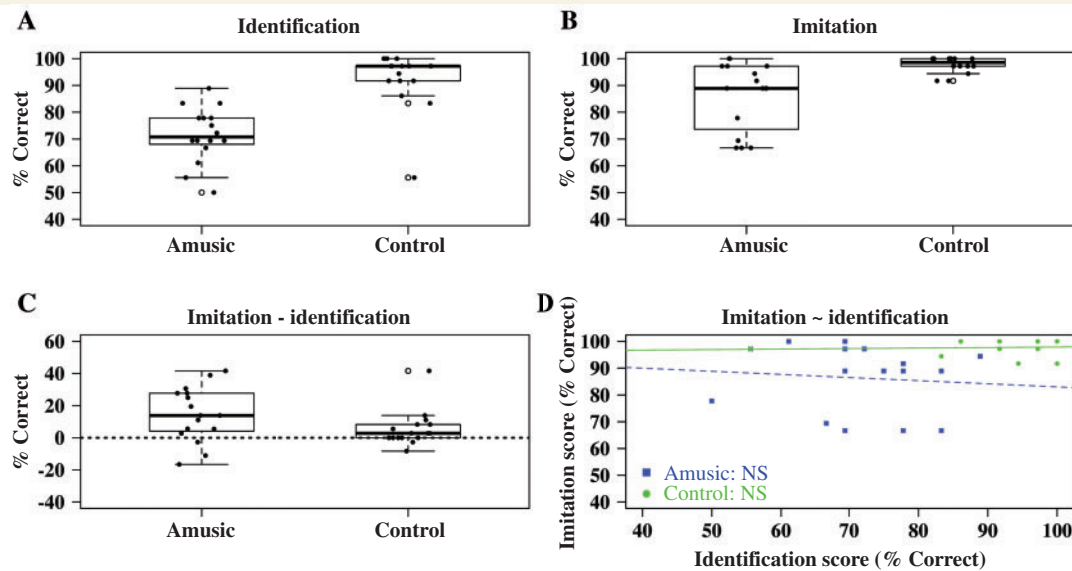 A
Identification
% Correct
100
90
80
70
60
50
40
Amusic
Control
B
Imitation
% Correct
100
90
80
70
60
50
40
Amusic
Control
C
Imitation - identification
% Correct
60
40
20
0
-20
-40
Amusic
Control
D
Imitation ~ identification
Imitation score (% Correct)
100
90
80
70
60
50
40
Amusic: NS
Control: NS
40 50 60 70 80 90 100
Identification score (% Correct)